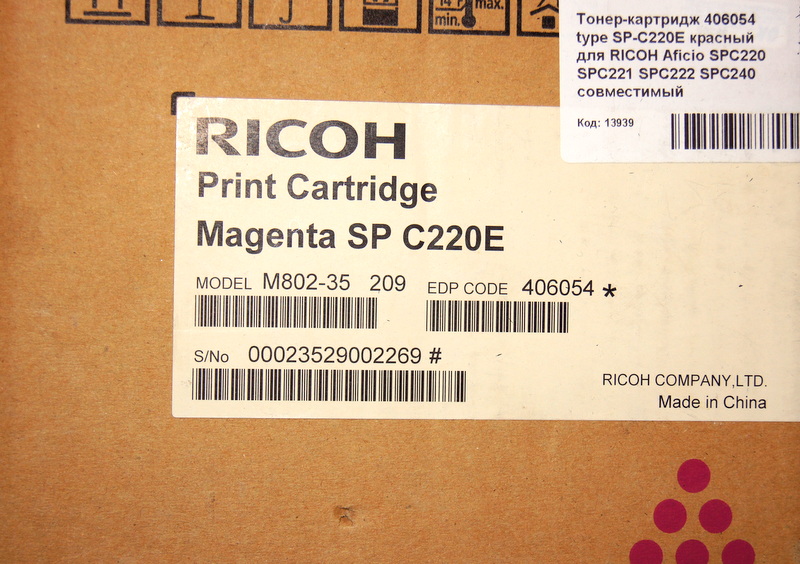 max.
min.
Тонер-картридж 406054
type SP-C220E красный
для RICOH Aficio SPC220
SPC221 SPC222 SPC240
совместимый
Код: 13939
RICOH
Print Cartridge
Magenta SP C220E
MODEL M802-35 209 EDP CODE 406054 *
S/No 00023529002269 #
RICOH COMPANY,LTD.
Made in China